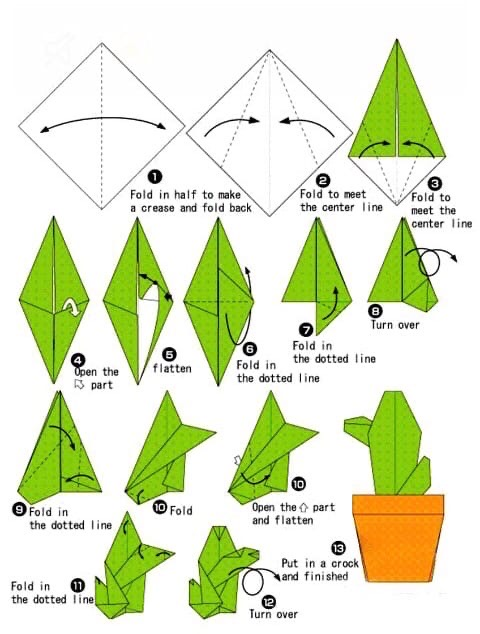 1
Fold in half to make
a crease and fold back
2
Fold to meet
the center line
3
Fold to
meet the
center line
4
Open the
⇧ part
5
flatten
6
Fold in
the dotted line
7
Fold in
the dotted line
8
Turn over
9
Fold in
the dotted line
10
Fold
10
Open the ⇧ part
and flatten
11
Fold in
the dotted line
12
Turn over
13
Put in a crock
and finished